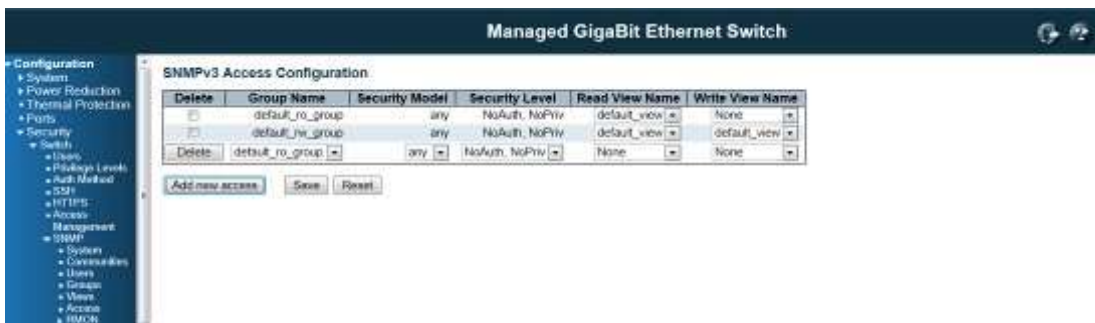 Managed GigaBit Ethernet Switch
Configuration
System
Power Reduction
Thermal Protection
Ports
Security
Switch
Users
Privilege Levels
Auth Method
SSH
HTTPS
Access
Management
SNMP
System
Communities
Users
Groups
Views
Access
RMON
SNMPv3 Access Configuration
Delete Group Name Security Model Security Level Read View Name Write View Name
default_ro_group any NoAuth, NoPriv default_view None
default_rw_group any NoAuth, NoPriv default_view default_view
Delete default_ro_group any NoAuth, NoPriv None None
Add new access Save Reset